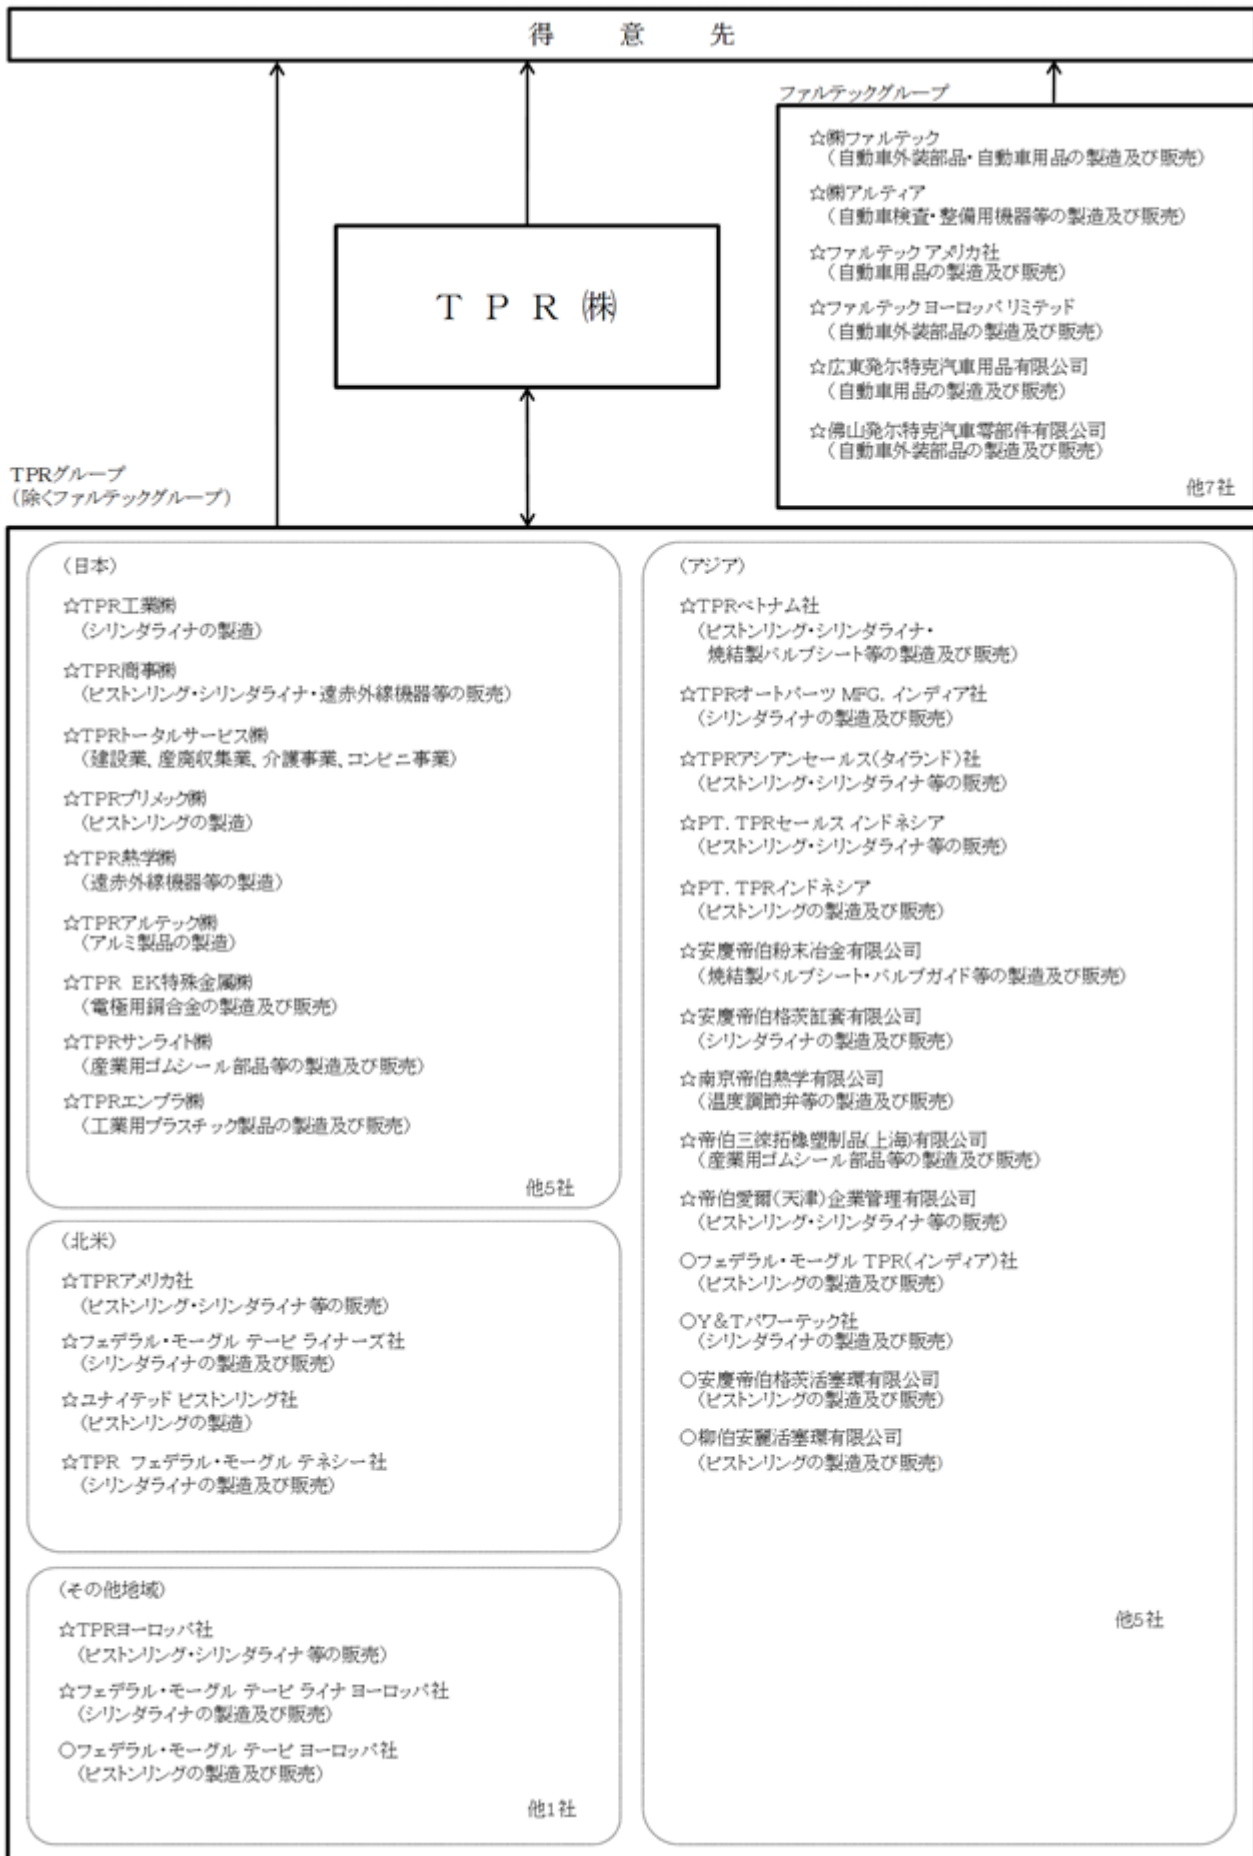 得意先
ファルテックグループ
☆㈱ファルテック
（自動車外装部品・自動車用品の製造及び販売）
☆㈱アルティア
（自動車検査・整備用機器等の製造及び販売）
☆ファルテック アメリカ社
（自動車用品の製造及び販売）
☆ファルテック ヨーロッパ リミテッド
（自動車外装部品の製造及び販売）
☆広東発尔特克汽車用品有限公司
（自動車用品の製造及び販売）
☆佛山発尔特克汽車零部件有限公司
（自動車外装部品の製造及び販売）
他7社
TPR㈱
TPRグループ
（除くファルテックグループ）
（日本）
☆TPR工業㈱
（シリンダライナの製造）
☆TPR商事㈱
（ピストンリング・シリンダライナ・遠赤外線機器等の販売）
☆TPRトータルサービス㈱
（建設業、産廃収集業、介護事業、コンビニ事業）
☆TPRプリメック㈱
（ピストンリングの製造）
☆TPR熱学㈱
（遠赤外線機器等の製造）
☆TPRアルテック㈱
（アルミ製品の製造）
☆TPR EK特殊金属㈱
（電極用銅合金の製造及び販売）
☆TPRサンライト㈱
（産業用ゴムシール部品等の製造及び販売）
☆TPRエンプラ㈱
（工業用プラスチック製品の製造及び販売）
他5社
（北米）
☆TPRアメリカ社
（ピストンリング・シリンダライナ等の販売）
☆フェデラル・モーグル テーピ ライナーズ社
（シリンダライナの製造及び販売）
☆ユナイテッド ピストンリング社
（ピストンリングの製造）
☆TPR フェデラル・モーグル テネシー社
（シリンダライナの製造及び販売）
（その他地域）
☆TPRヨーロッパ社
（ピストンリング・シリンダライナ等の販売）
☆フェデラル・モーグル テーピ ライナ ヨーロッパ社
（シリンダライナの製造及び販売）
○フェデラル・モーグル テーピ ヨーロッパ社
（ピストンリングの製造及び販売）
他1社
（アジア）
☆TPRベトナム社
（ピストンリング・シリンダライナ・
焼結製バルブシート等の製造及び販売）
☆TPRオートパーツ MFG. インディア社
（シリンダライナの製造及び販売）
☆TPRアシアンセールス（タイランド）社
（ピストンリング・シリンダライナ等の販売）
☆PT. TPRセールス インドネシア
（ピストンリング・シリンダライナ等の販売）
☆PT. TPRインドネシア
（ピストンリングの製造及び販売）
☆安慶帝伯粉末冶金有限公司
（焼結製バルブシート・バルブガイド等の製造及び販売）
☆安慶帝伯格茨缸套有限公司
（シリンダライナの製造及び販売）
☆南京帝伯熱学有限公司
（温度調節弁等の製造及び販売）
☆帝伯三徠拓橡塑制品(上海)有限公司
（産業用ゴムシール部品等の製造及び販売）
☆帝伯愛爾（天津）企業管理有限公司
（ピストンリング・シリンダライナ等の販売）
○フェデラル・モーグル TPR（インディア）社
（ピストンリングの製造及び販売）
○Y&Tパワーテック社
（シリンダライナの製造及び販売）
○安慶帝伯格茨活塞環有限公司
（ピストンリングの製造及び販売）
○柳伯安麗活塞環有限公司
（ピストンリングの製造及び販売）
他5社